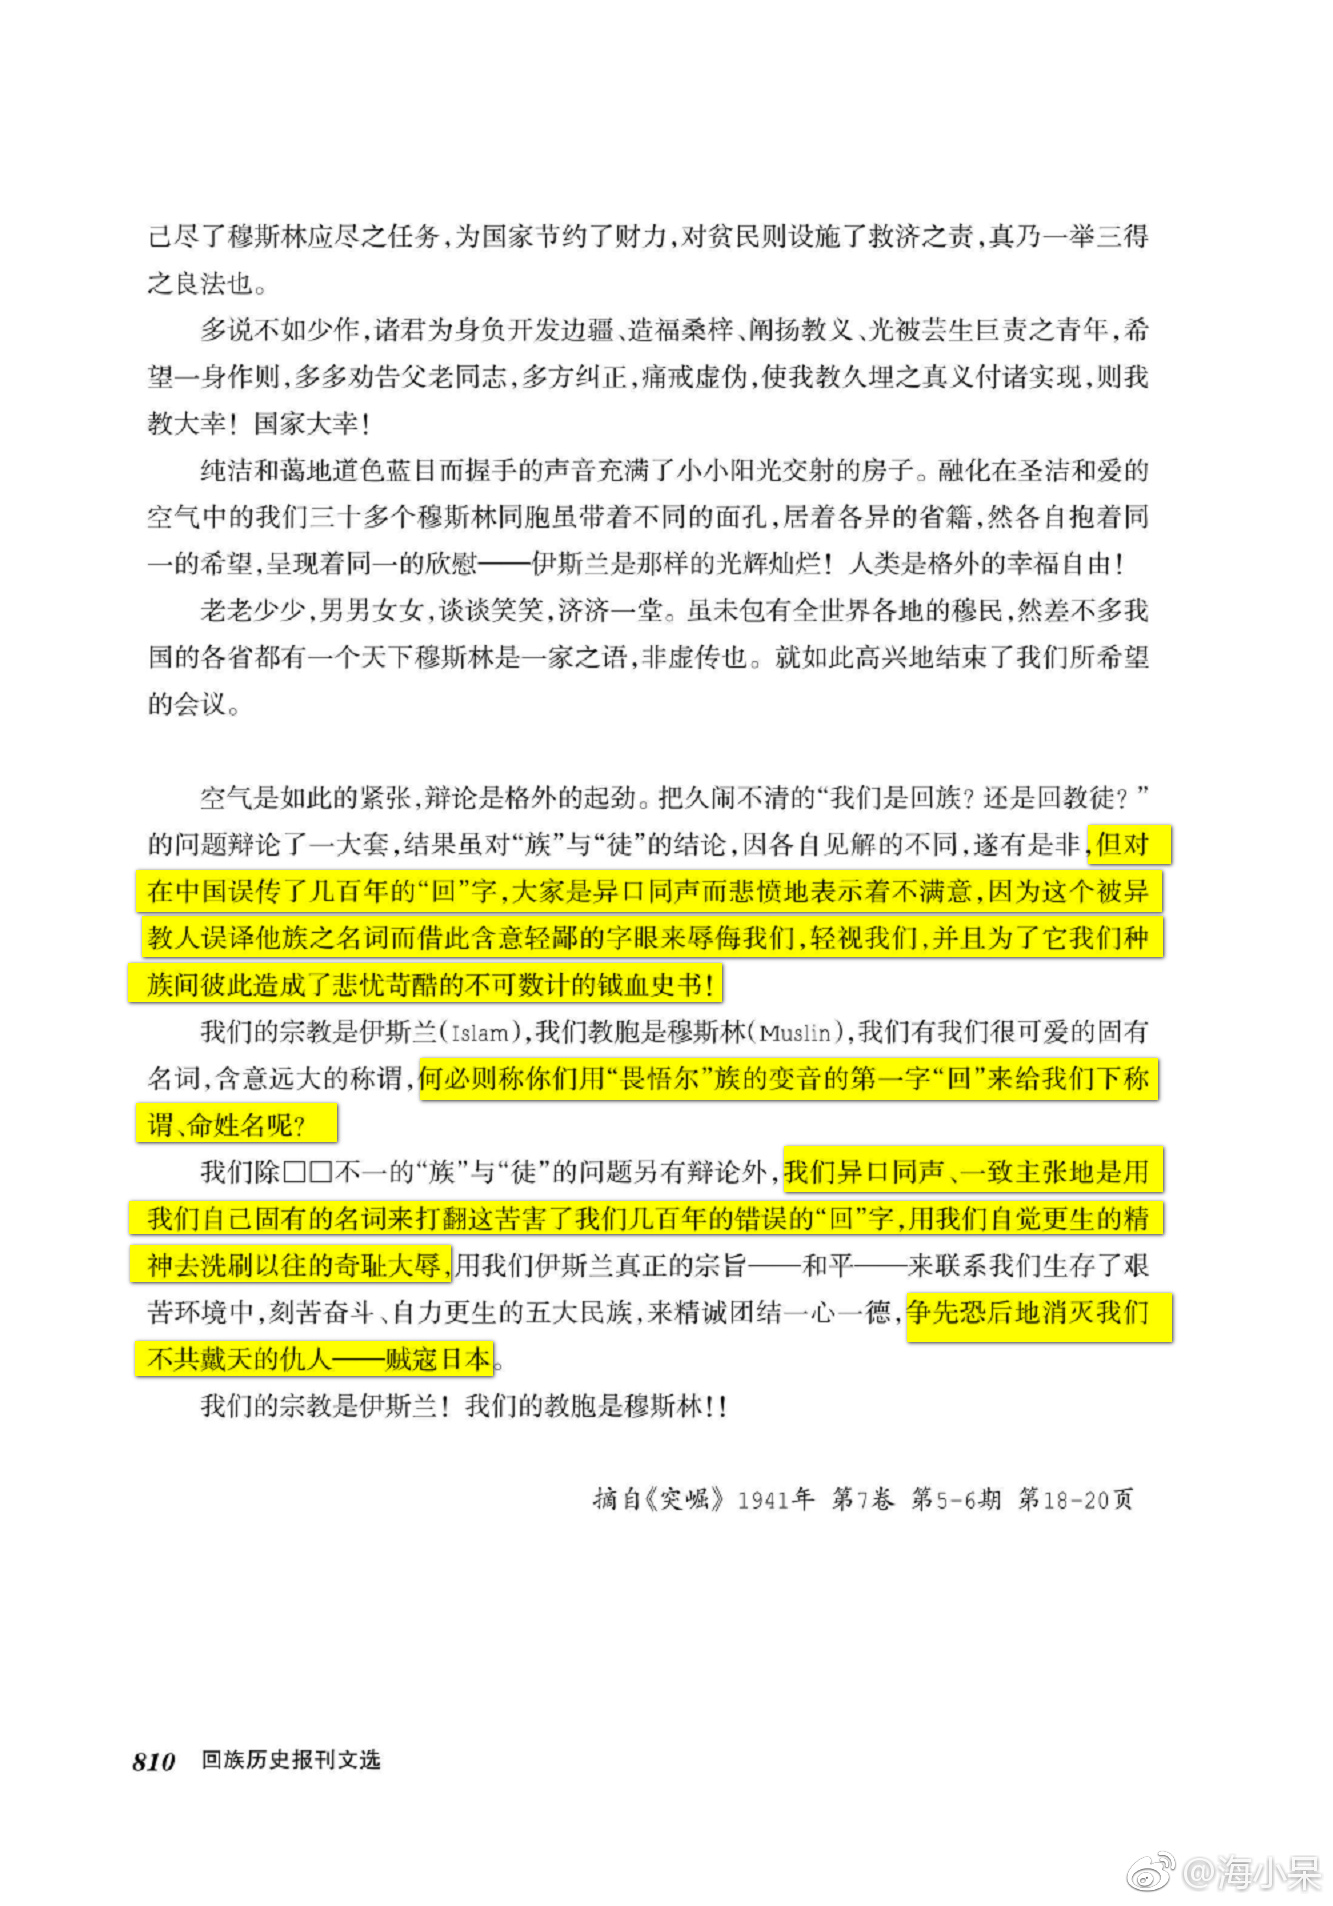 己尽了穆斯林应尽之任务,为国家节约了财力,对贫民则设施了救济之责,真乃一举三得
之良法也。
多说不如少作,诸君为身负开发边疆、造福桑梓、阐扬教义、光被芸生巨责之青年,希
望一身作则,多多劝告父老同志,多方纠正,痛戒虚伪,使我教久埋之真义付诸实现,则我
教大幸！国家大幸！
纯洁和蔼地道色蓝目而握手的声音充满了小小阳光交射的房子。融化在圣洁和爱的
空气中的我们三十多个穆斯林同胞虽带着不同的面孔,居着各异的省籍,然各自抱着同
一的希望,呈现着同一的欣慰——伊斯兰是那样的光辉灿烂！人类是格外的幸福自由！
老老少少,男男女女,谈谈笑笑,济济一堂。虽未包有全世界各地的穆民,然差不多我
国的各省都有一个天下穆斯林是一家之语,非虚传也。就如此高兴地结束了我们所希望
的会议。
空气是如此的紧张,辩论是格外的起劲。把久闹不清的“我们是回族？还是回教徒？”
的问题辩论了一大套,结果虽对“族”与“徒”的结论,因各自见解的不同,遂有是非,但对
在中国误传了几百年的“回”字,大家是异口同声而悲愤地表示着不满意,因为这个被异
教人误译他族之名词而借此含意轻鄙的字眼来辱侮我们,轻视我们,并且为了它我们种
族间彼此造成了悲忧苛酷的不可数计的钺血史书！
我们的宗教是伊斯兰(Islam),我们教胞是穆斯林(Muslin),我们有我们很可爱的固有
名词,含意远大的称谓,何必则称你们用“畏悟尔”族的变音的第一字“回”来给我们下称
谓、命姓名呢？
我们除□□不一的“族”与“徒”的问题另有辩论外,我们异口同声、一致主张地是用
我们自己固有的名词来打翻这苦害了我们几百年的错误的“回”字,用我们自觉更生的精
神去洗刷以往的奇耻大辱,用我们伊斯兰真正的宗旨——和平——来联系我们生存了艰
苦环境中,刻苦奋斗、自力更生的五大民族,来精诚团结一心一德,争先恐后地消灭我们
不共戴天的仇人——贼寇日本。
我们的宗教是伊斯兰！我们的教胞是穆斯林！！
摘自《突崛》1941年 第7卷 第5-6期 第18-20页
810 回族历史报刊文选
@海小呆